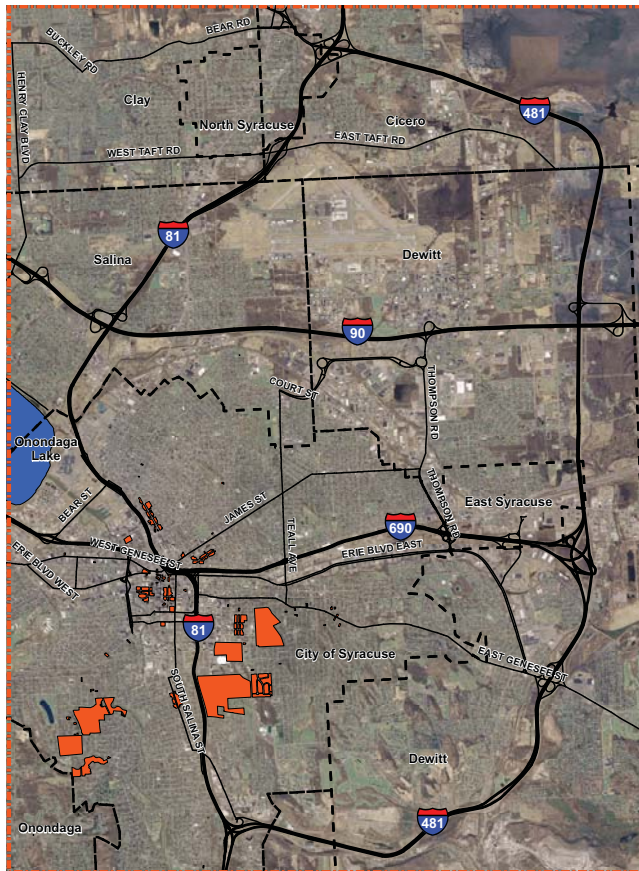 BEAR RD
BUCKLEY RD
HENRY CLAY BLVD
Clay
481
North Syracuse
Cicero
EAST TAFT RD
WEST TAFT RD
81
Salina
Dewitt
90
COURT ST
THOMPSON RD
Onondaga
Lake
BEAR ST
JAMES ST
TEALL AVE
THOMPSON RD
East Syracuse
690
WEST GENESEE ST
ERIE BLVD EAST
ERIE BLVD WEST
81
City of Syracuse
EAST GENESEE ST
SOUTH SALINA ST
Dewitt
481
Onondaga